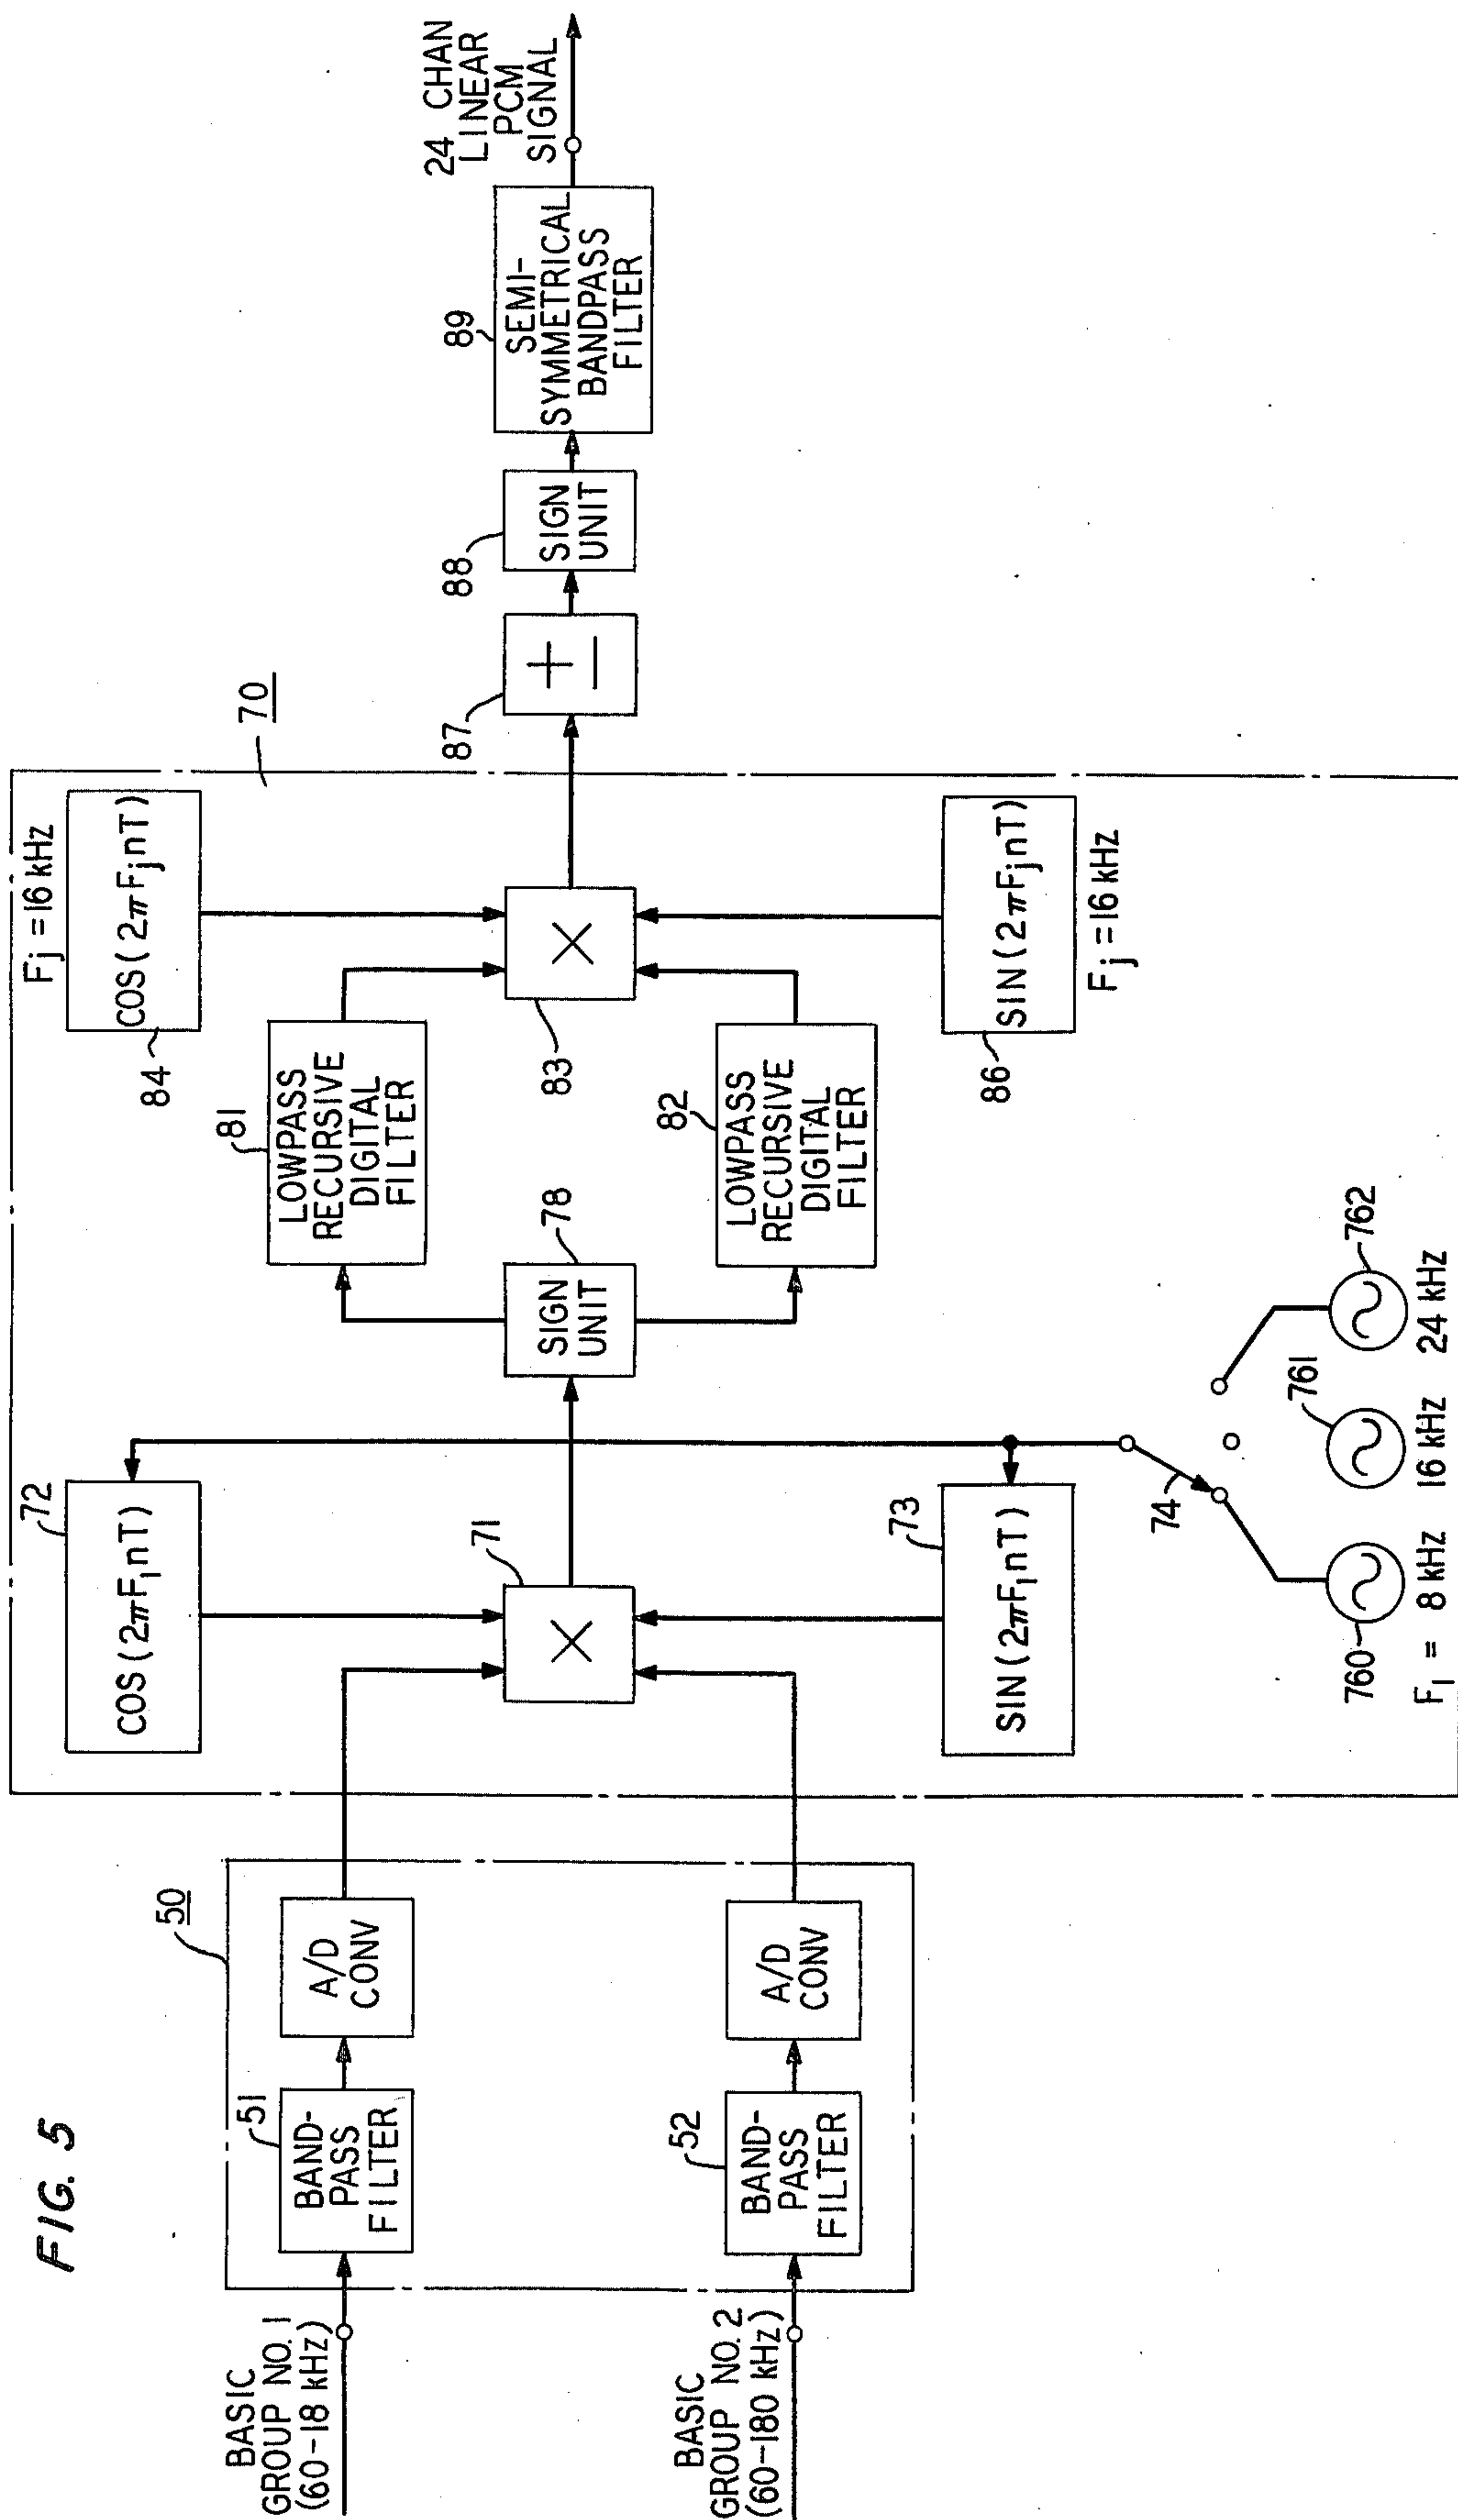 FIG. 5
BASIC
GROUP NO. 1
(60-18 kHz)
BASIC
GROUP NO. 2
(60-180 kHz)
50
51
BAND-
PASS
FILTER
A/D
CONV
52
BAND-
PASS
FILTER
A/D
CONV
70
72
COS(2πF₁nT)
71
×
73
SIN(2πF₁nT)
74
760
761
762
F₁ = 8 kHz 16 kHz 24 kHz
78
SIGN
UNIT
81
LOWPASS
RECURSIVE
DIGITAL
FILTER
82
LOWPASS
RECURSIVE
DIGITAL
FILTER
Fj = 16 kHz
84
COS(2πFjnT)
83
×
86
SIN(2πFjnT)
Fj = 16 kHz
87
+
−
88
SIGN
UNIT
89
SEMI-
SYMMETRICAL
BANDPASS
FILTER
24 CHAN
LINEAR
PCM
SIGNAL